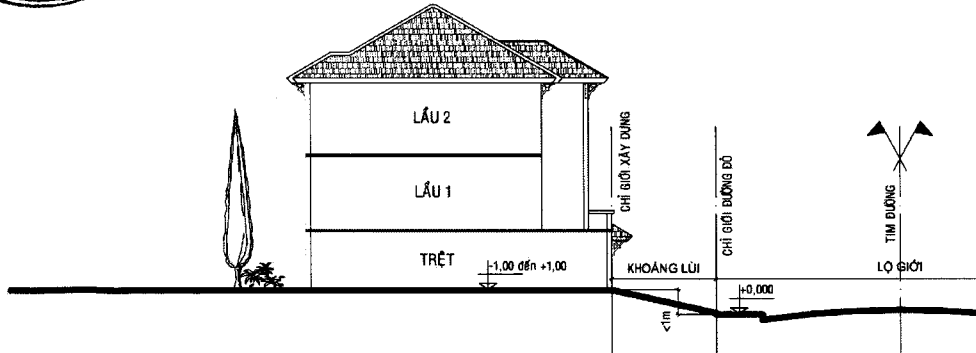 LẦU 2
LẦU 1
TRỆT
-1,00 đến +1,00
CHỈ GIỚI XÂY DỰNG
KHOẢNG LÙI
<1m
CHỈ GIỚI ĐƯỜNG ĐỎ
+0,000
TIM ĐƯỜNG
LỘ GIỚI